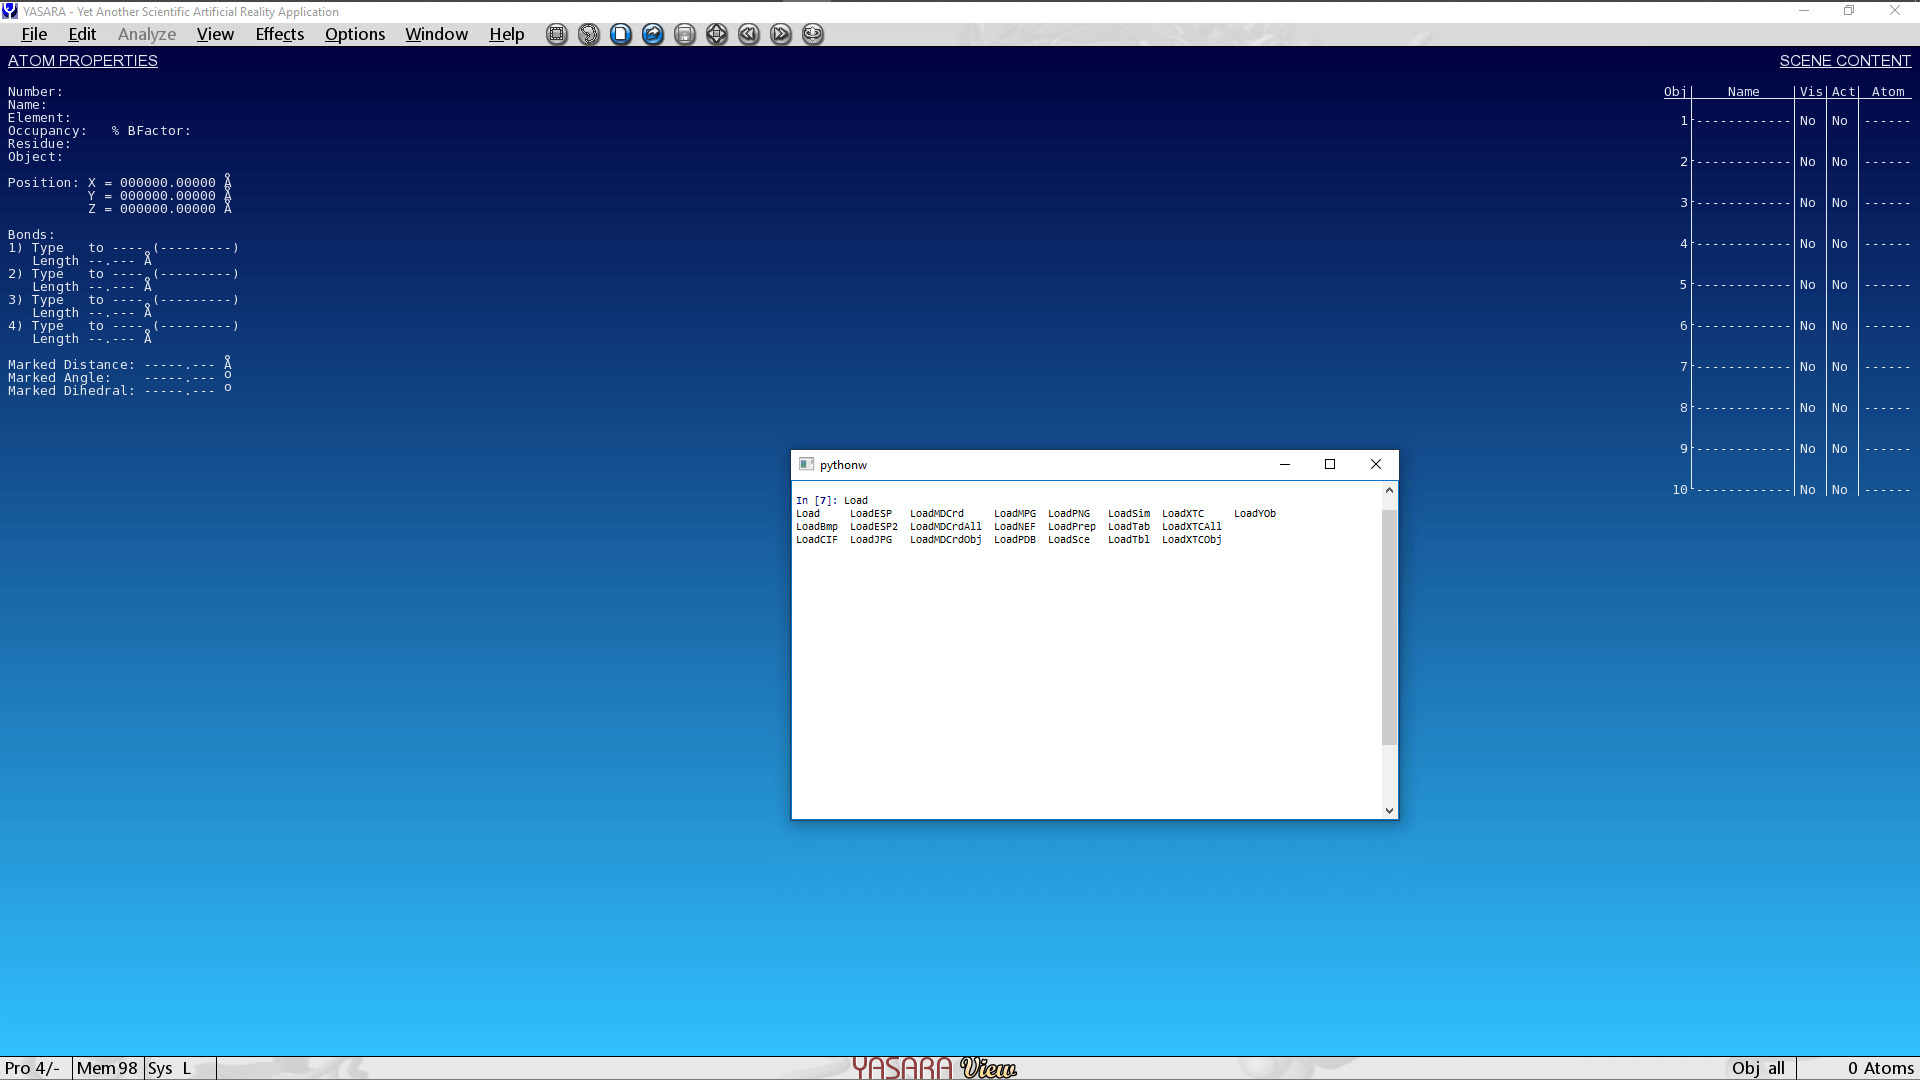 YASARA - Yet Another Scientific Artificial Reality Application
File Edit Analyze View Effects Options Window Help
ATOM PROPERTIES
Number:
Name:
Element:
Occupancy:   % BFactor:
Residue:
Object:
Position: X = 000000.00000 Å
Y = 000000.00000 Å
Z = 000000.00000 Å
Bonds:
1) Type   to ----.(---------)
Length --.--- Å
2) Type   to ----.(---------)
Length --.--- Å
3) Type   to ----.(---------)
Length --.--- Å
4) Type   to ----.(---------)
Length --.--- Å
Marked Distance: -----.--- Å
Marked Angle:    -----.--- o
Marked Dihedral: -----.--- o
SCENE CONTENT
Obj| Name |Vis|Act| Atom
1 ------------ No No ------
2 ------------ No No ------
3 ------------ No No ------
4 ------------ No No ------
5 ------------ No No ------
6 ------------ No No ------
7 ------------ No No ------
8 ------------ No No ------
9 ------------ No No ------
10 ------------ No No ------
pythonw
In [7]: Load
Load     LoadESP   LoadMDCrd     LoadMPG  LoadPNG   LoadSim  LoadXTC     LoadYOb
LoadBmp  LoadESP2  LoadMDCrdAll  LoadNEF  LoadPrep  LoadTab  LoadXTCAll
LoadCIF  LoadJPG   LoadMDCrdObj  LoadPDB  LoadSce   LoadTbl  LoadXTCObj
Pro 4/- Mem 98 Sys L YASARA View Obj all 0 Atoms